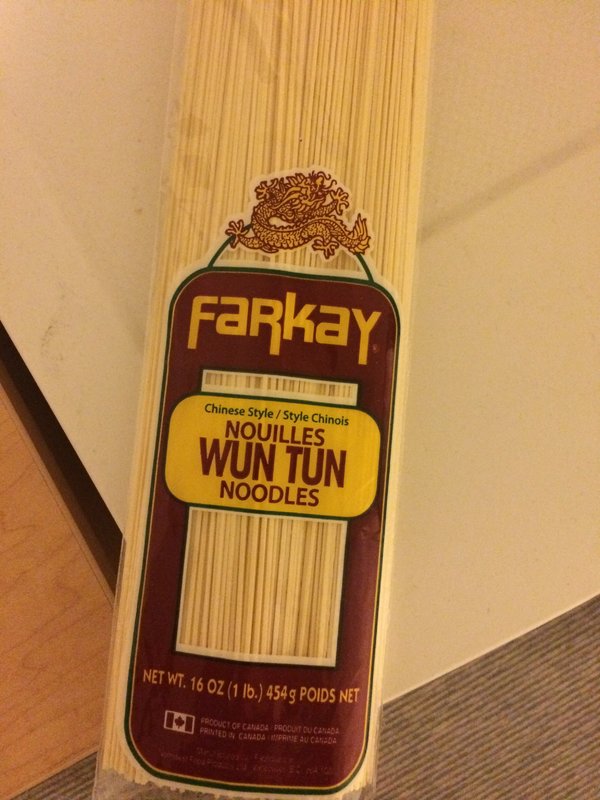 FARKAY
Chinese Style / Style Chinois
NOUILLES
WUN TUN
NOODLES
NET WT. 16 OZ (1 lb.) 454g POIDS NET
PRODUCT OF CANADA · PRODUIT DU CANADA
PRINTED IN CANADA · IMPRIMÉ AU CANADA